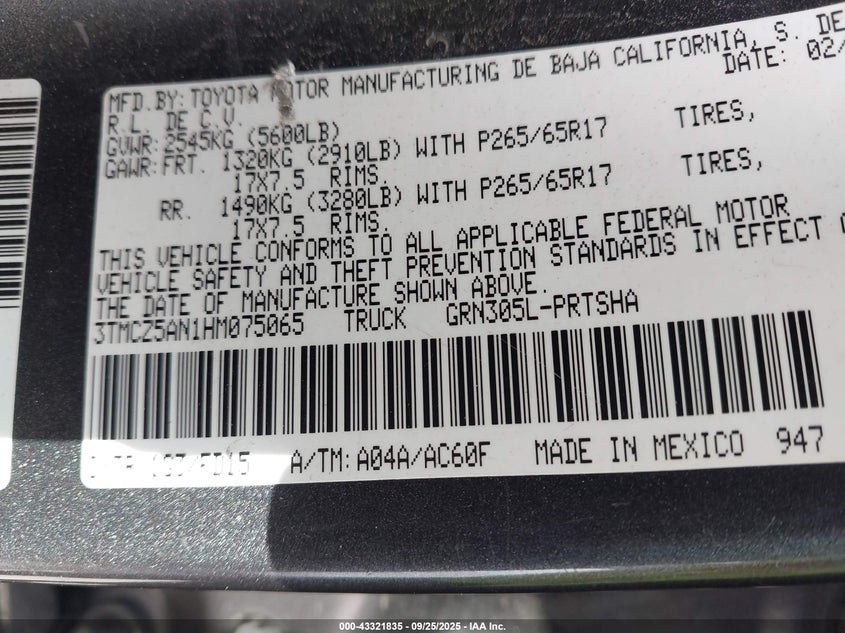 MFD.BY: TOYOTA MOTOR MANUFACTURING DE BAJA CALIFORNIA, S. DE
R.L. DE C.V. DATE: 02/
GVWR: 2545KG (5600LB)
GAWR: FRT. 1320KG (2910LB) WITH P265/65R17 TIRES,
17X7.5 RIMS.
RR. 1490KG (3280LB) WITH P265/65R17 TIRES,
17X7.5 RIMS.
THIS VEHICLE CONFORMS TO ALL APPLICABLE FEDERAL MOTOR
VEHICLE SAFETY AND THEFT PREVENTION STANDARDS IN EFFECT
THE DATE OF MANUFACTURE SHOWN ABOVE.
3TMCZ5AN1HM075065 TRUCK GRN305L-PRTSHA
1G3/FD15 A/TM: A04A/AC60F MADE IN MEXICO 947
000-43321835 - 09/25/2025 - IAA Inc.